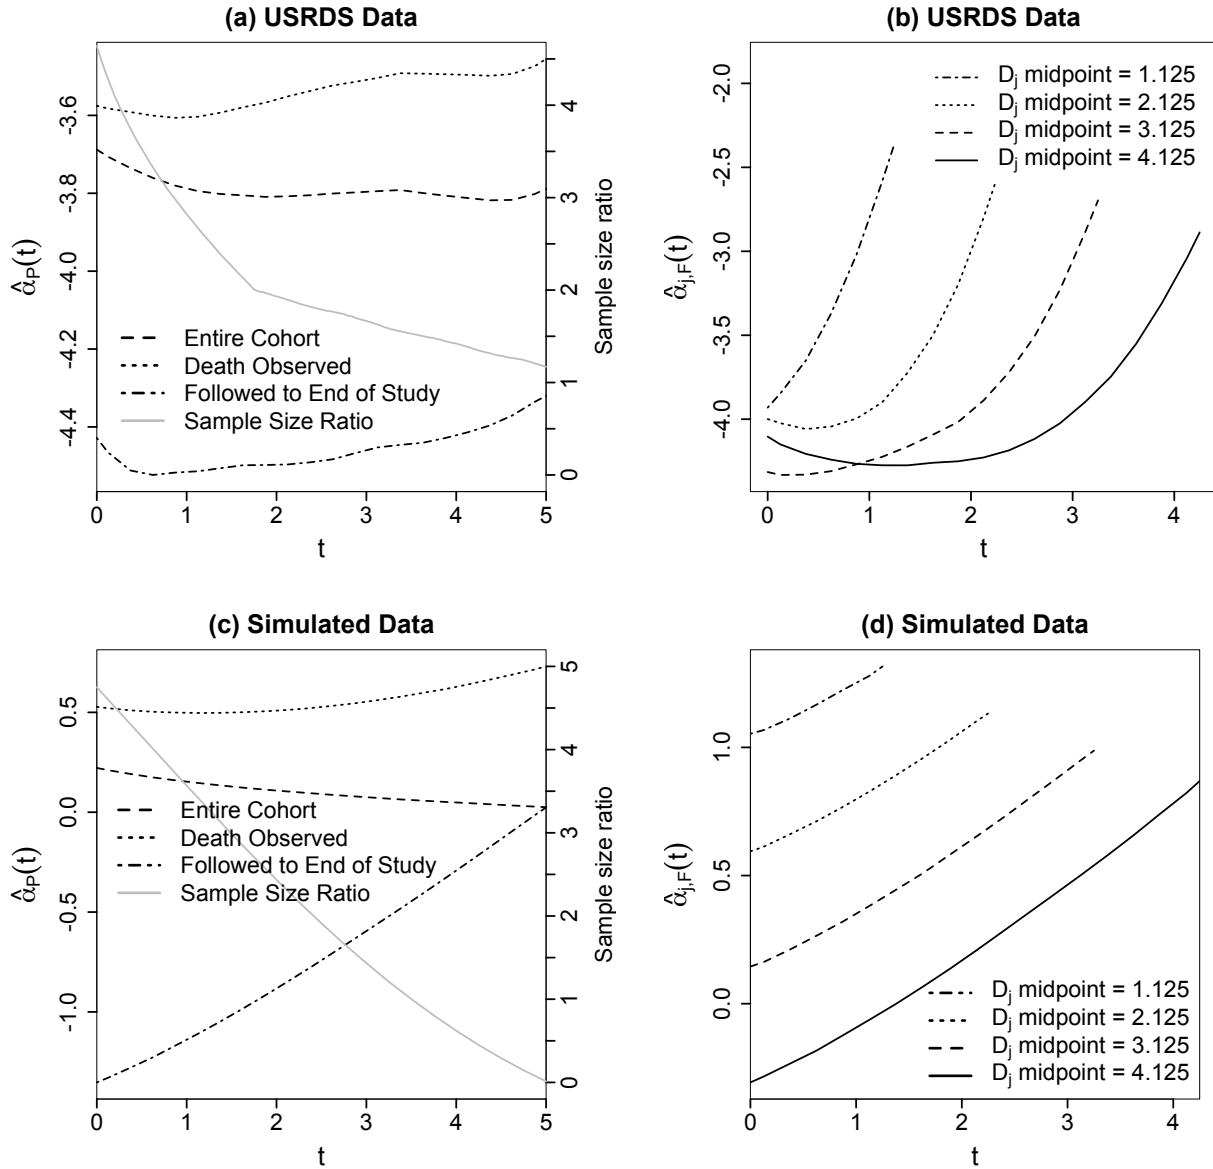 (a) USRDS Data
-3.6
-3.8
-4.0
-4.2
-4.4
α̂P(t)
0
1
2
3
4
5
t
0
1
2
3
4
Sample size ratio
Entire Cohort
Death Observed
Followed to End of Study
Sample Size Ratio
(b) USRDS Data
-2.0
-2.5
-3.0
-3.5
-4.0
α̂j,F(t)
0
1
2
3
4
t
Dj midpoint = 1.125
Dj midpoint = 2.125
Dj midpoint = 3.125
Dj midpoint = 4.125
(c) Simulated Data
0.5
0.0
-0.5
-1.0
α̂P(t)
0
1
2
3
4
5
t
0
1
2
3
4
5
Sample size ratio
Entire Cohort
Death Observed
Followed to End of Study
Sample Size Ratio
(d) Simulated Data
1.0
0.5
0.0
α̂j,F(t)
0
1
2
3
4
t
Dj midpoint = 1.125
Dj midpoint = 2.125
Dj midpoint = 3.125
Dj midpoint = 4.125